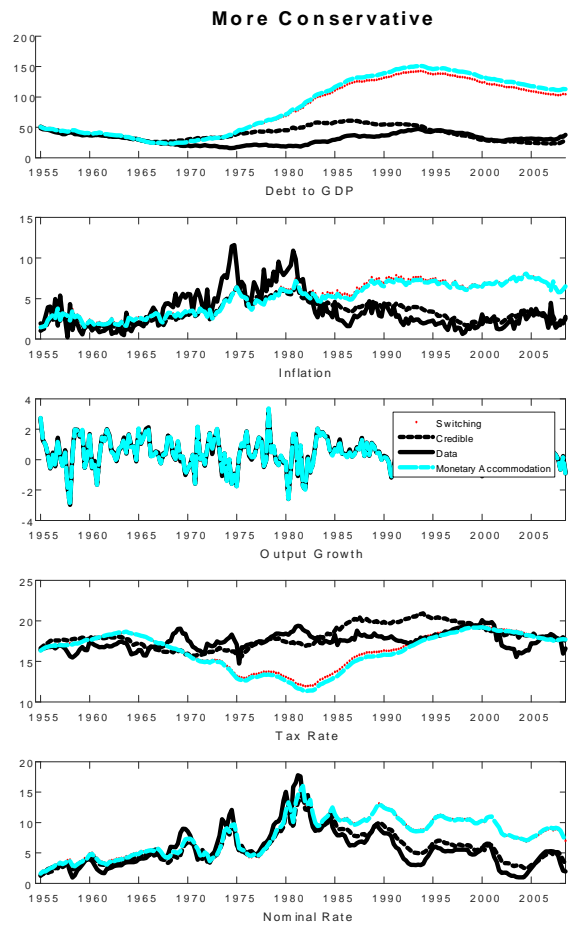 More Conservative
200
150
100
50
0
1955 1960 1965 1970 1975 1980 1985 1990 1995 2000 2005
Debt to GDP
15
10
5
0
1955 1960 1965 1970 1975 1980 1985 1990 1995 2000 2005
Inflation
4
2
0
-2
-4
Switching
Credible
Data
Monetary Accommodation
1955 1960 1965 1970 1975 1980 1985 1990 1995 2000 2005
Output Growth
25
20
15
10
1955 1960 1965 1970 1975 1980 1985 1990 1995 2000 2005
Tax Rate
20
15
10
5
0
1955 1960 1965 1970 1975 1980 1985 1990 1995 2000 2005
Nominal Rate